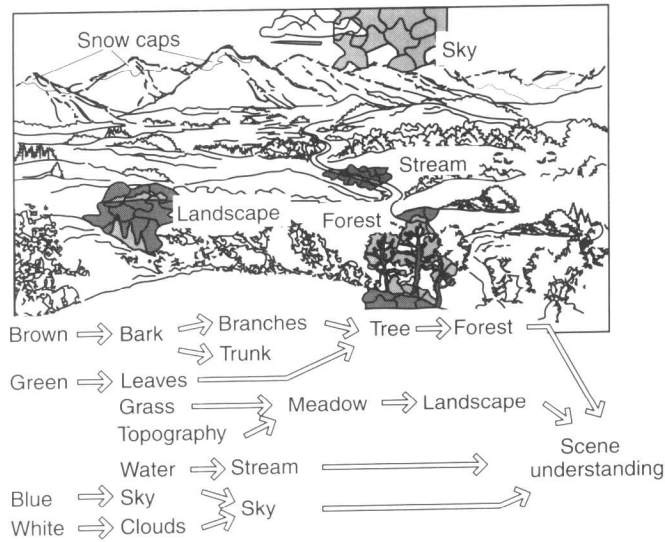 Snow caps
Sky
Stream
Landscape
Forest
Brown ⇒ Bark ⇒ Branches ⇒ Tree ⇒ Forest
⇒ Trunk
Green ⇒ Leaves
Grass ⇒ Meadow ⇒ Landscape
Topography
Scene
understanding
Water ⇒ Stream
Blue ⇒ Sky
Sky
White ⇒ Clouds